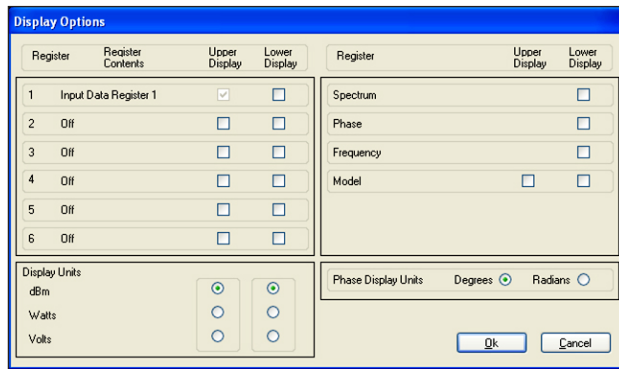 Display Options
Register Register Contents Upper Display Lower Display
1 Input Data Register 1
2 Off
3 Off
4 Off
5 Off
6 Off
Display Units
dBm
Watts
Volts
Register Upper Display Lower Display
Spectrum
Phase
Frequency
Model
Phase Display Units Degrees Radians
Ok Cancel